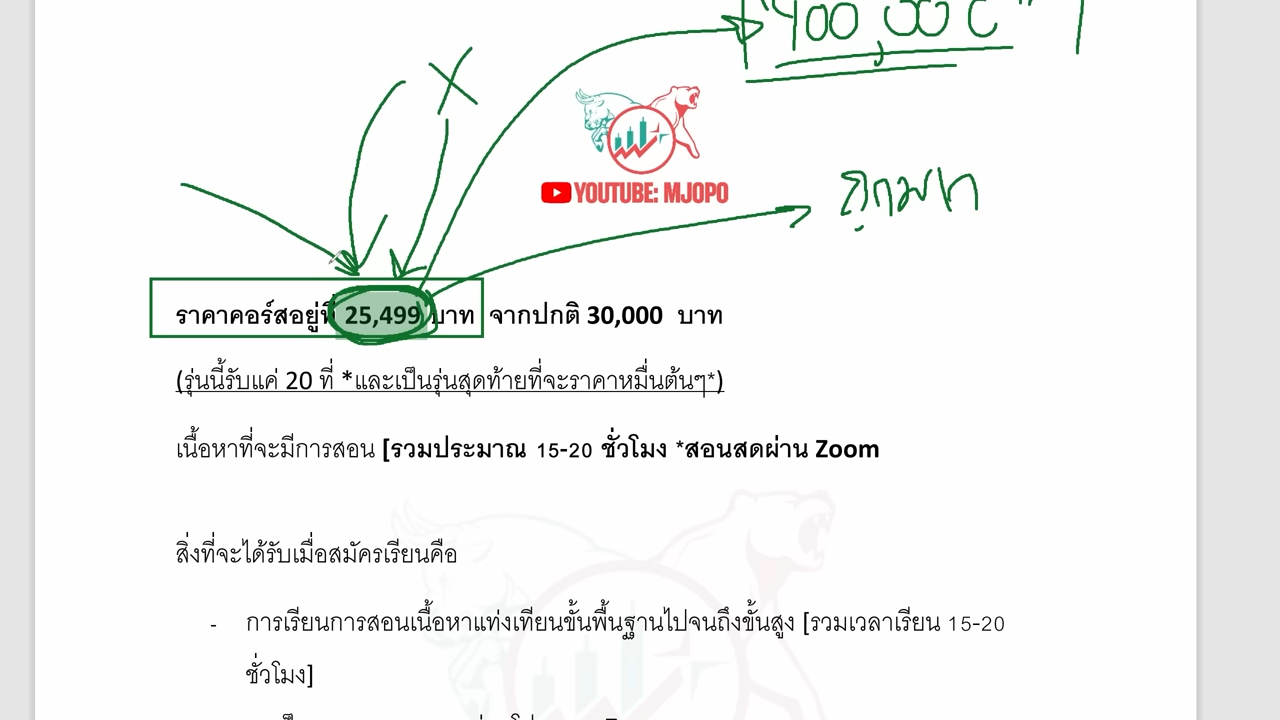 "400,000"
YOUTUBE: MJOPO
ถูกมาก
ราคาคอร์สอยู่ที่ 25,499 บาท จากปกติ 30,000 บาท
(รุ่นนี้รับแค่ 20 ที่ *และเป็นรุ่นสุดท้ายที่จะราคาหมื่นต้นๆ*)
เนื้อหาที่จะมีการสอน [รวมประมาณ 15-20 ชั่วโมง *สอนสดผ่าน Zoom
สิ่งที่จะได้รับเมื่อสมัครเรียนคือ
- การเรียนการสอนเนื้อหาแท่งเทียนขั้นพื้นฐานไปจนถึงขั้นสูง [รวมเวลาเรียน 15-20
ชั่วโมง]